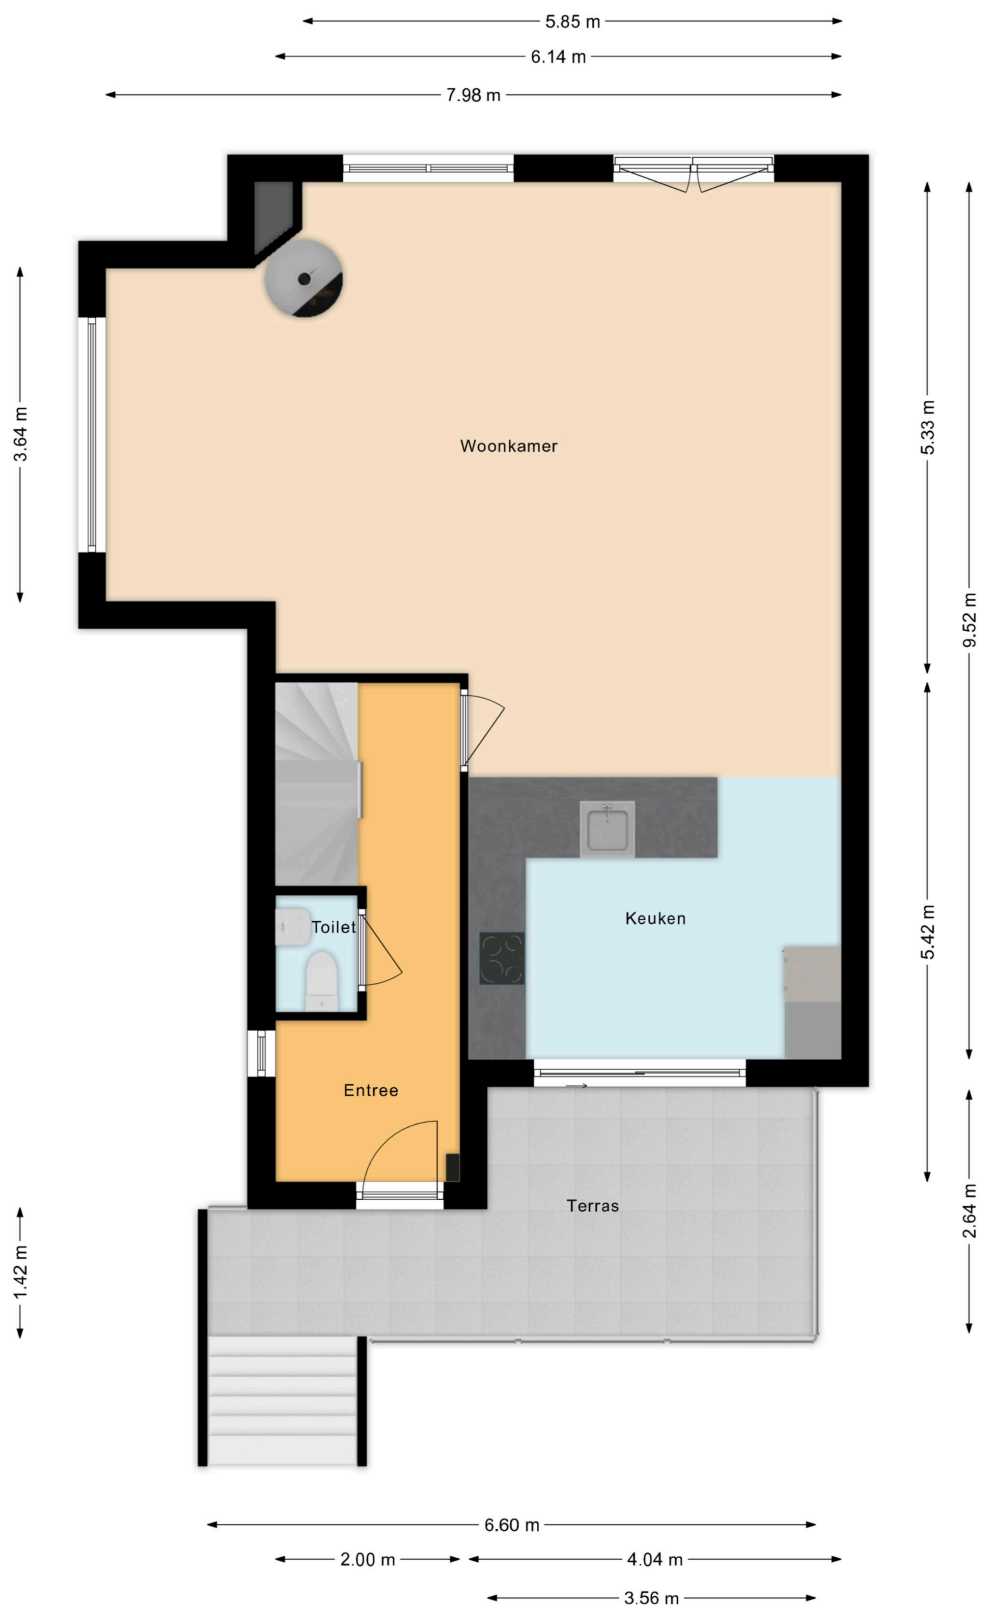 5.85 m
6.14 m
7.98 m
3.64 m
5.33 m
9.52 m
Woonkamer
Keuken
5.42 m
Toilet
Entree
Terras
2.64 m
1.42 m
6.60 m
2.00 m
4.04 m
3.56 m